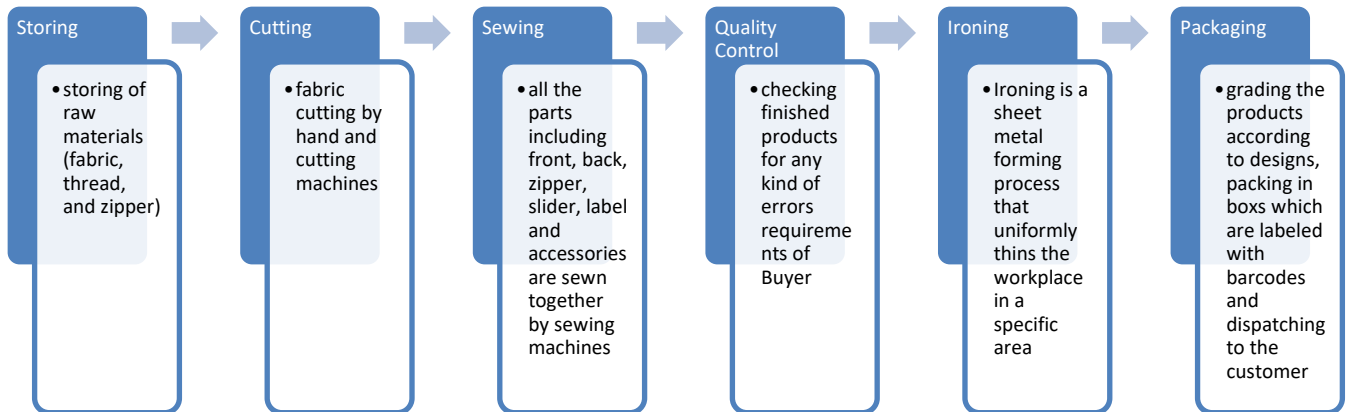 Storing
•storing of
raw
materials
(fabric,
thread,
and zipper)
Cutting
•fabric
cutting by
hand and
cutting
machines
Sewing
•all the
parts
including
front, back,
zipper,
slider, label
and
accessories
are sewn
together
by sewing
machines
Quality
Control
•checking
finished
products
for any
kind of
errors
requireme
nts of
Buyer
Ironing
•Ironing is a
sheet
metal
forming
process
that
uniformly
thins the
workplace
in a
specific
area
Packaging
•grading the
products
according
to designs,
packing in
boxs which
are labeled
with
barcodes
and
dispatching
to the
customer